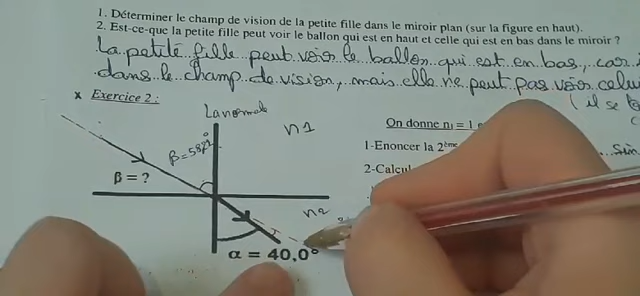 1. Déterminer le champ de vision de la petite fille dans le miroir plan (sur la figure en haut).
2. Est-ce-que la petite fille peut voir le ballon qui est en haut et celle qui est en bas dans le miroir ?
La petite fille peut voir le ballon qui est en bas, car
dans le champ de vision, mais elle ne peut pas voir celui
x Exercice 2 :
La normale
n1
On donne n1 = 1
1-Enoncer la 2ème
2-Calcul
β = ?
n2
α = 40,0°